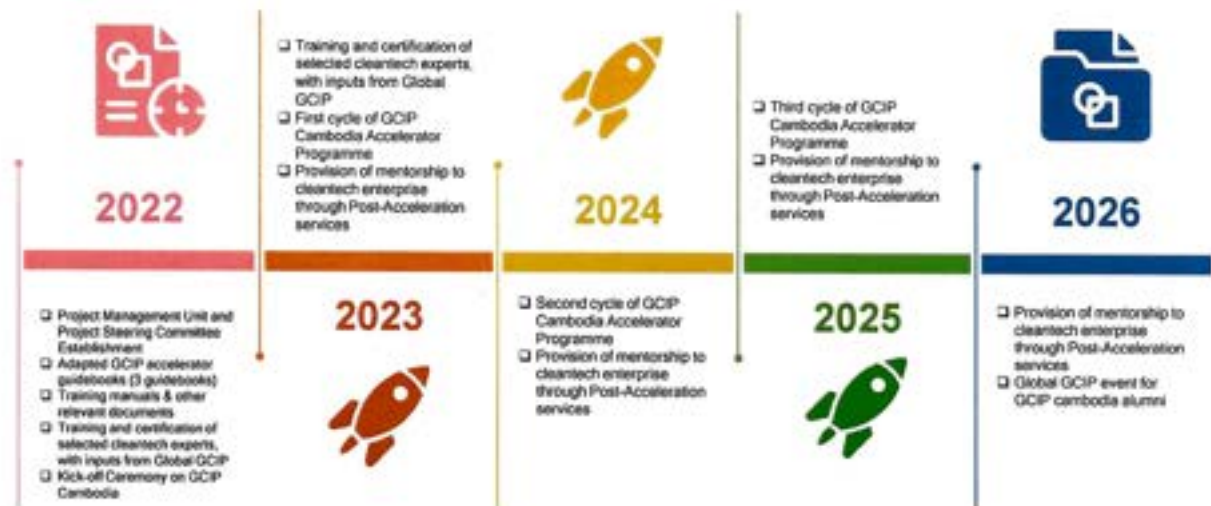 2022
Project Management Unit and
Project Steering Committee
Establishment
Adapted GCIP accelerator
guidebooks (3 guidebooks)
Training manuals & other
relevant documents
Training and certification of
selected cleantech experts,
with inputs from Global GCIP
Kick-off Ceremony on GCIP
Cambodia
Training and certification of
selected cleantech experts,
with inputs from Global
GCIP
First cycle of GCIP
Cambodia Accelerator
Programme
Provision of mentorship to
cleantech enterprise
through Post-Acceleration
services
2023
2024
Second cycle of GCIP
Cambodia Accelerator
Programme
Provision of mentorship to
cleantech enterprise
through Post-Acceleration
services
Third cycle of GCIP
Cambodia Accelerator
Programme
Provision of mentorship to
cleantech enterprise
through Post-Acceleration
services
2025
2026
Provision of mentorship to
cleantech enterprise
through Post-Acceleration
services
Global GCIP event for
GCIP cambodia alumni